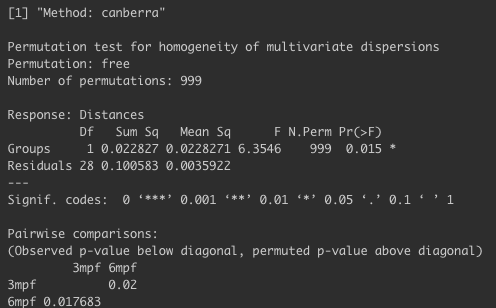 [1] "Method: canberra"
Permutation test for homogeneity of multivariate dispersions
Permutation: free
Number of permutations: 999
Response: Distances
Df Sum Sq Mean Sq F N.Perm Pr(>F)
Groups 1 0.022827 0.0228271 6.3546 999 0.015 *
Residuals 28 0.100583 0.0035922
---
Signif. codes: 0 ‘***’ 0.001 ‘**’ 0.01 ‘*’ 0.05 ‘.’ 0.1 ‘ ’ 1
Pairwise comparisons:
(Observed p-value below diagonal, permuted p-value above diagonal)
3mpf 6mpf
3mpf 0.02
6mpf 0.017683